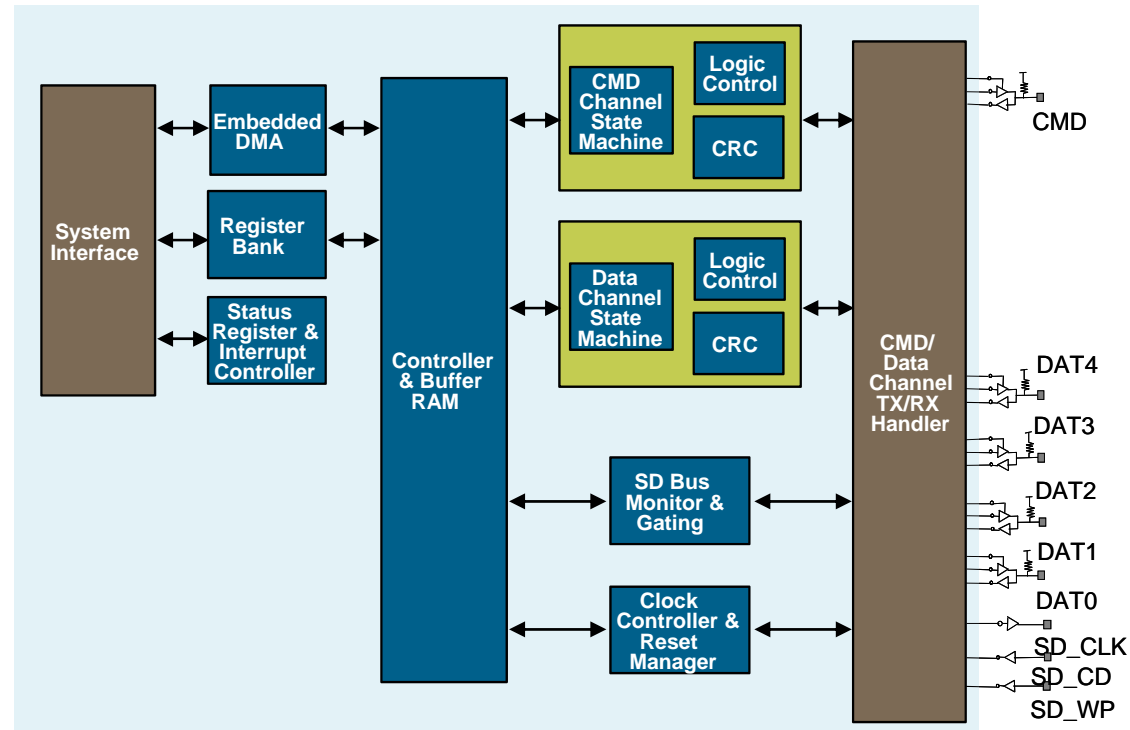 System
Interface
Embedded
DMA
Register
Bank
Status
Register &
Interrupt
Controller
Controller
& Buffer
RAM
CMD
Channel
State
Machine
Logic
Control
CRC
Data
Channel
State
Machine
Logic
Control
CRC
SD Bus
Monitor &
Gating
Clock
Controller &
Reset
Manager
CMD/
Data
Channel
TX/RX
Handler
CMD
DAT4
DAT3
DAT2
DAT1
DAT0
SD_CLK
SD_CD
SD_WP